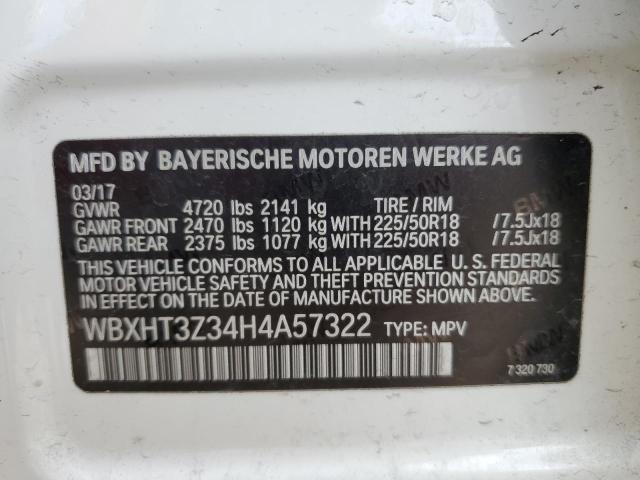 MFD BY BAYERISCHE MOTOREN WERKE AG
03/17
GVWR 4720 lbs 2141 kg TIRE / RIM
GAWR FRONT 2470 lbs 1120 kg WITH 225/50R18 /7.5Jx18
GAWR REAR 2375 lbs 1077 kg WITH 225/50R18 /7.5Jx18
THIS VEHICLE CONFORMS TO ALL APPLICABLE U. S. FEDERAL
MOTOR VEHICLE SAFETY AND THEFT PREVENTION STANDARDS
IN EFFECT ON THE DATE OF MANUFACTURE SHOWN ABOVE.
WBXHT3Z34H4A57322 TYPE: MPV
7 320 730